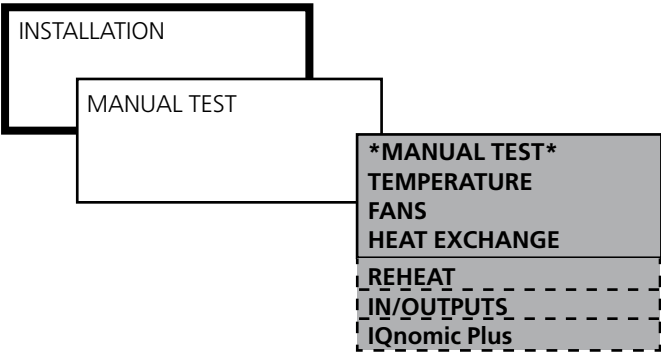 INSTALLATION
MANUAL TEST
*MANUAL TEST*
TEMPERATURE
FANS
HEAT EXCHANGE
REHEAT
IN/OUTPUTS
IQnomic Plus